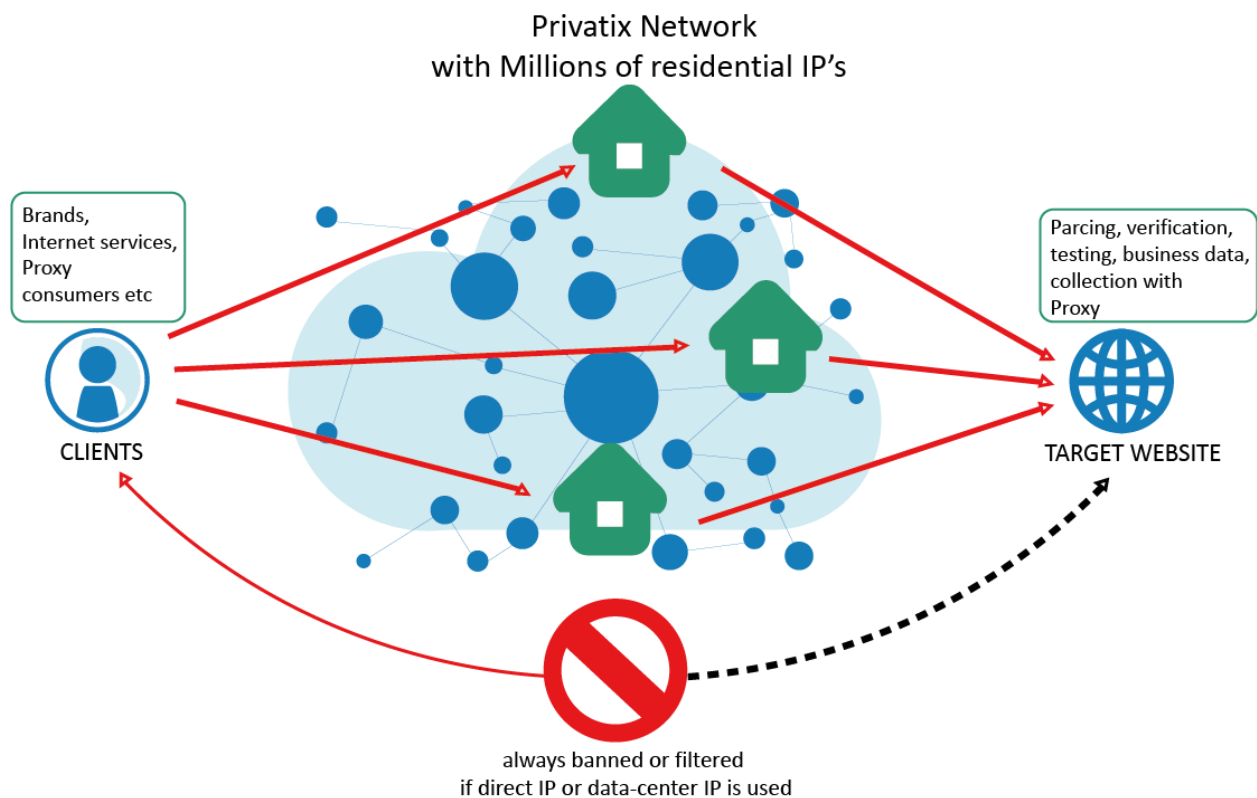 Privatix Network
with Millions of residential IP’s
Brands,
Internet services,
Proxy
consumers etc
CLIENTS
Parcing, verification,
testing, business data,
collection with
Proxy
TARGET WEBSITE
always banned or filtered
if direct IP or data-center IP is used